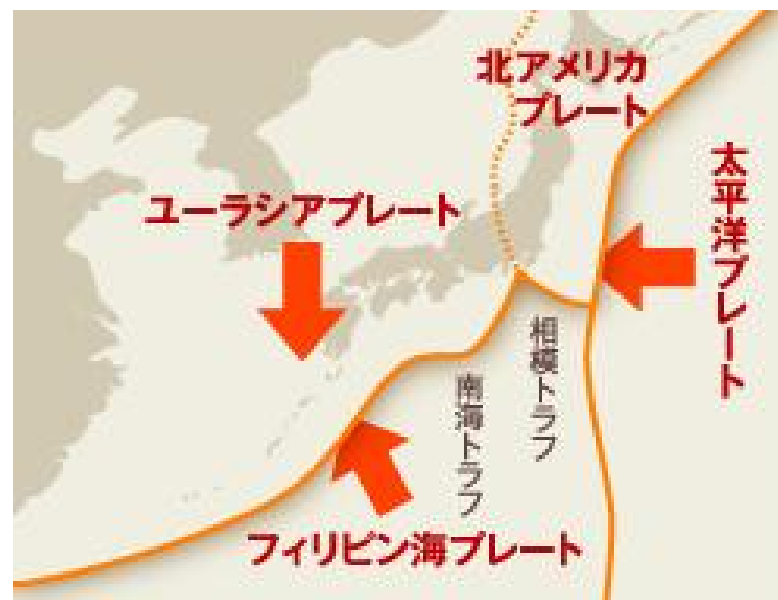 北アメリカ
プレート
太平洋プレート
ユーラシアプレート
相模トラフ
南海トラフ
フィリピン海プレート